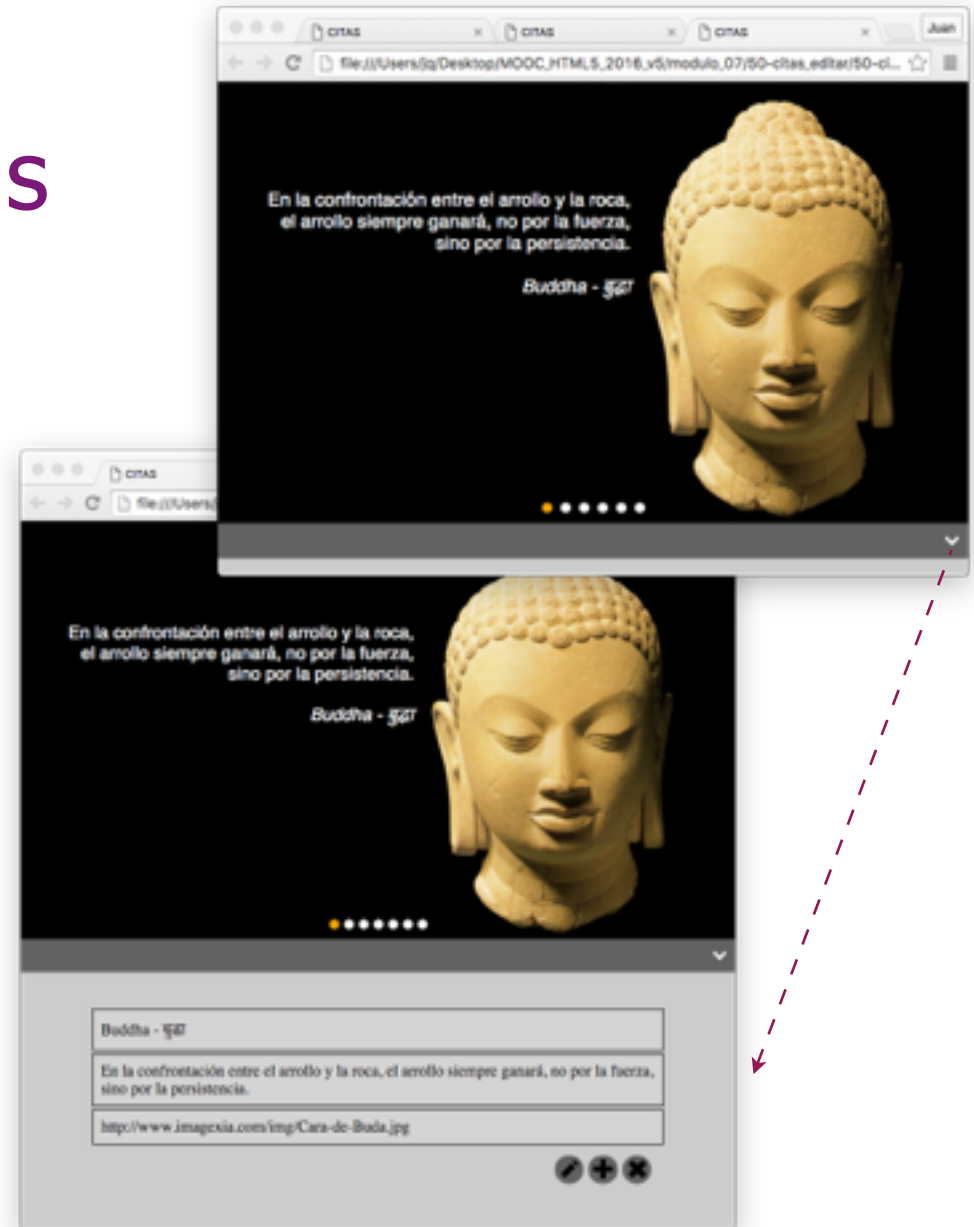 s
CITAS
CITAS
CITAS
Juan
file:///Users/jq/Desktop/MOOC_HTML5_2016_v5/modulo_07/50-citas_editar/50-ci...
En la confrontación entre el arrollo y la roca,
el arrollo siempre ganará, no por la fuerza,
sino por la persistencia.
Buddha - बुद्धा
CITAS
file:///Users/j
En la confrontación entre el arrollo y la roca,
el arrollo siempre ganará, no por la fuerza,
sino por la persistencia.
Buddha - बुद्धा
Buddha - बुद्धा
En la confrontación entre el arrollo y la roca, el arrollo siempre ganará, no por la fuerza,
sino por la persistencia.
http://www.imagexia.com/img/Cara-de-Buda.jpg